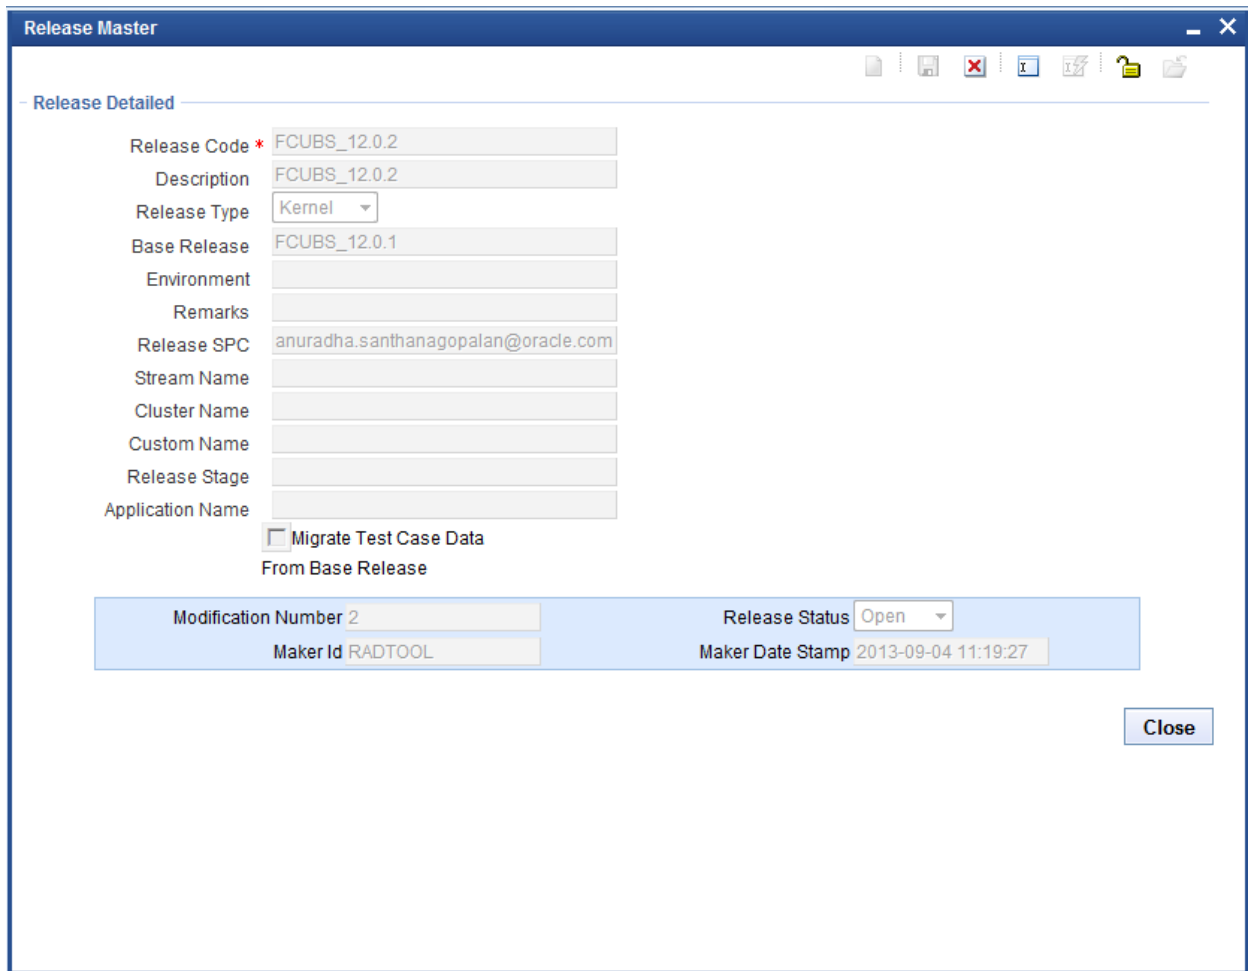 Release Master
Release Detailed
Release Code * FCUBS_12.0.2
Description FCUBS_12.0.2
Release Type Kernel
Base Release FCUBS_12.0.1
Environment
Remarks
Release SPC anuradha.santhanagopalan@oracle.com
Stream Name
Cluster Name
Custom Name
Release Stage
Application Name
Migrate Test Case Data
From Base Release
Modification Number 2 Release Status Open
Maker Id RADTOOL Maker Date Stamp 2013-09-04 11:19:27
Close